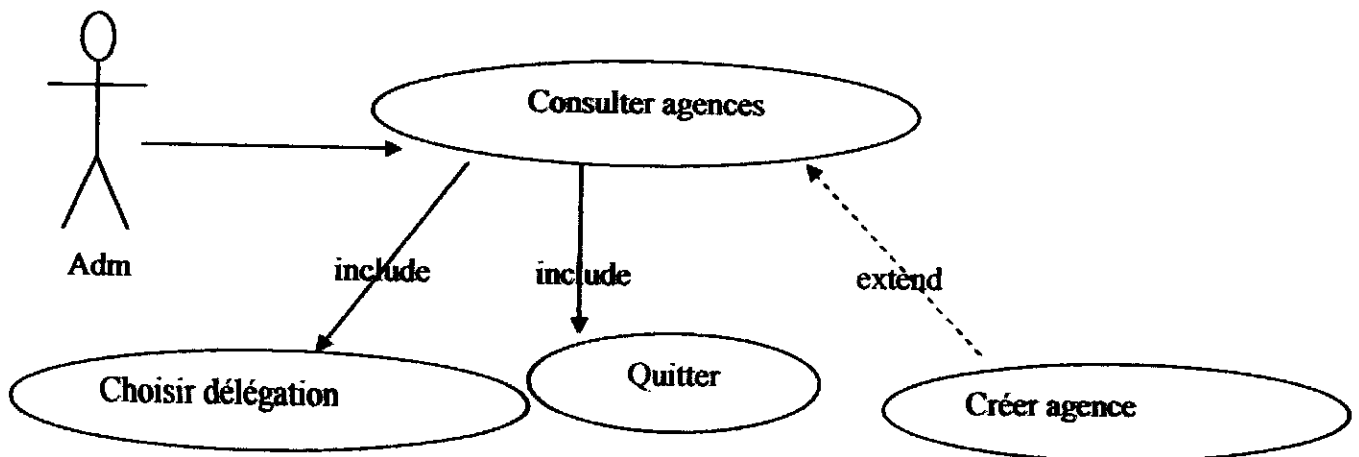 Consulter agences
Adm
include
include
extend
Choisir délégation
Quitter
Créer agence